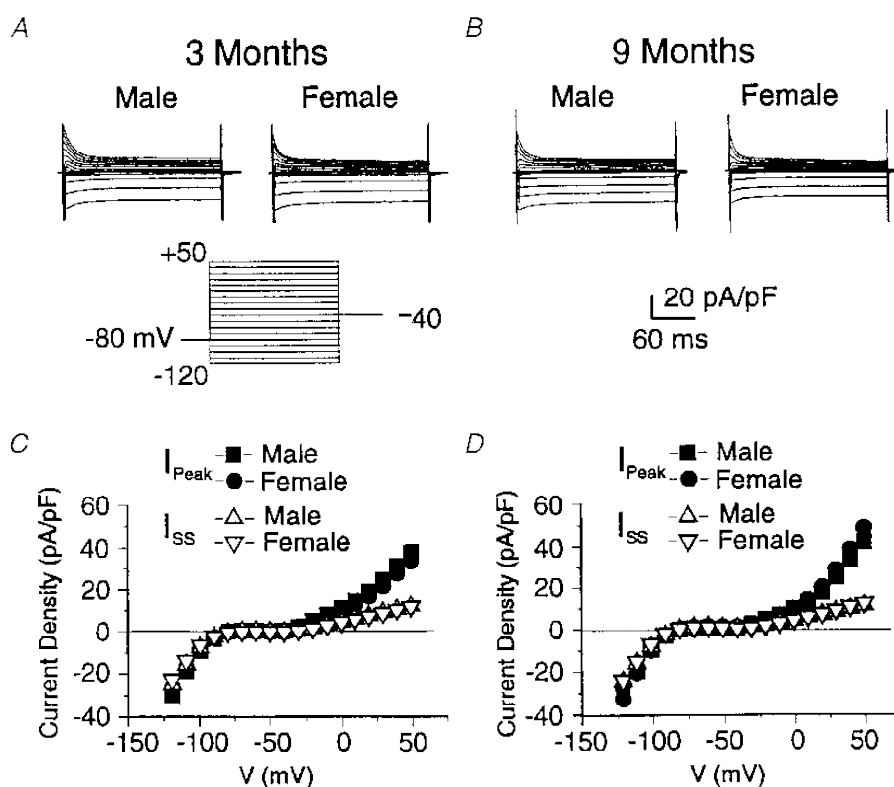 A
3 Months
Male
Female
B
9 Months
Male
Female
+50
-80 mV
-40
-120
20 pA/pF
60 ms
C
I Peak
-■- Male
-●- Female
I SS
-△- Male
-▽- Female
Current Density (pA/pF)
60
40
20
0
-20
-40
-150
-100
-50
0
50
V (mV)
D
I Peak
-■- Male
-●- Female
I SS
-△- Male
-▽- Female
Current Density (pA/pF)
60
40
20
0
-20
-40
-150
-100
-50
0
50
V (mV)